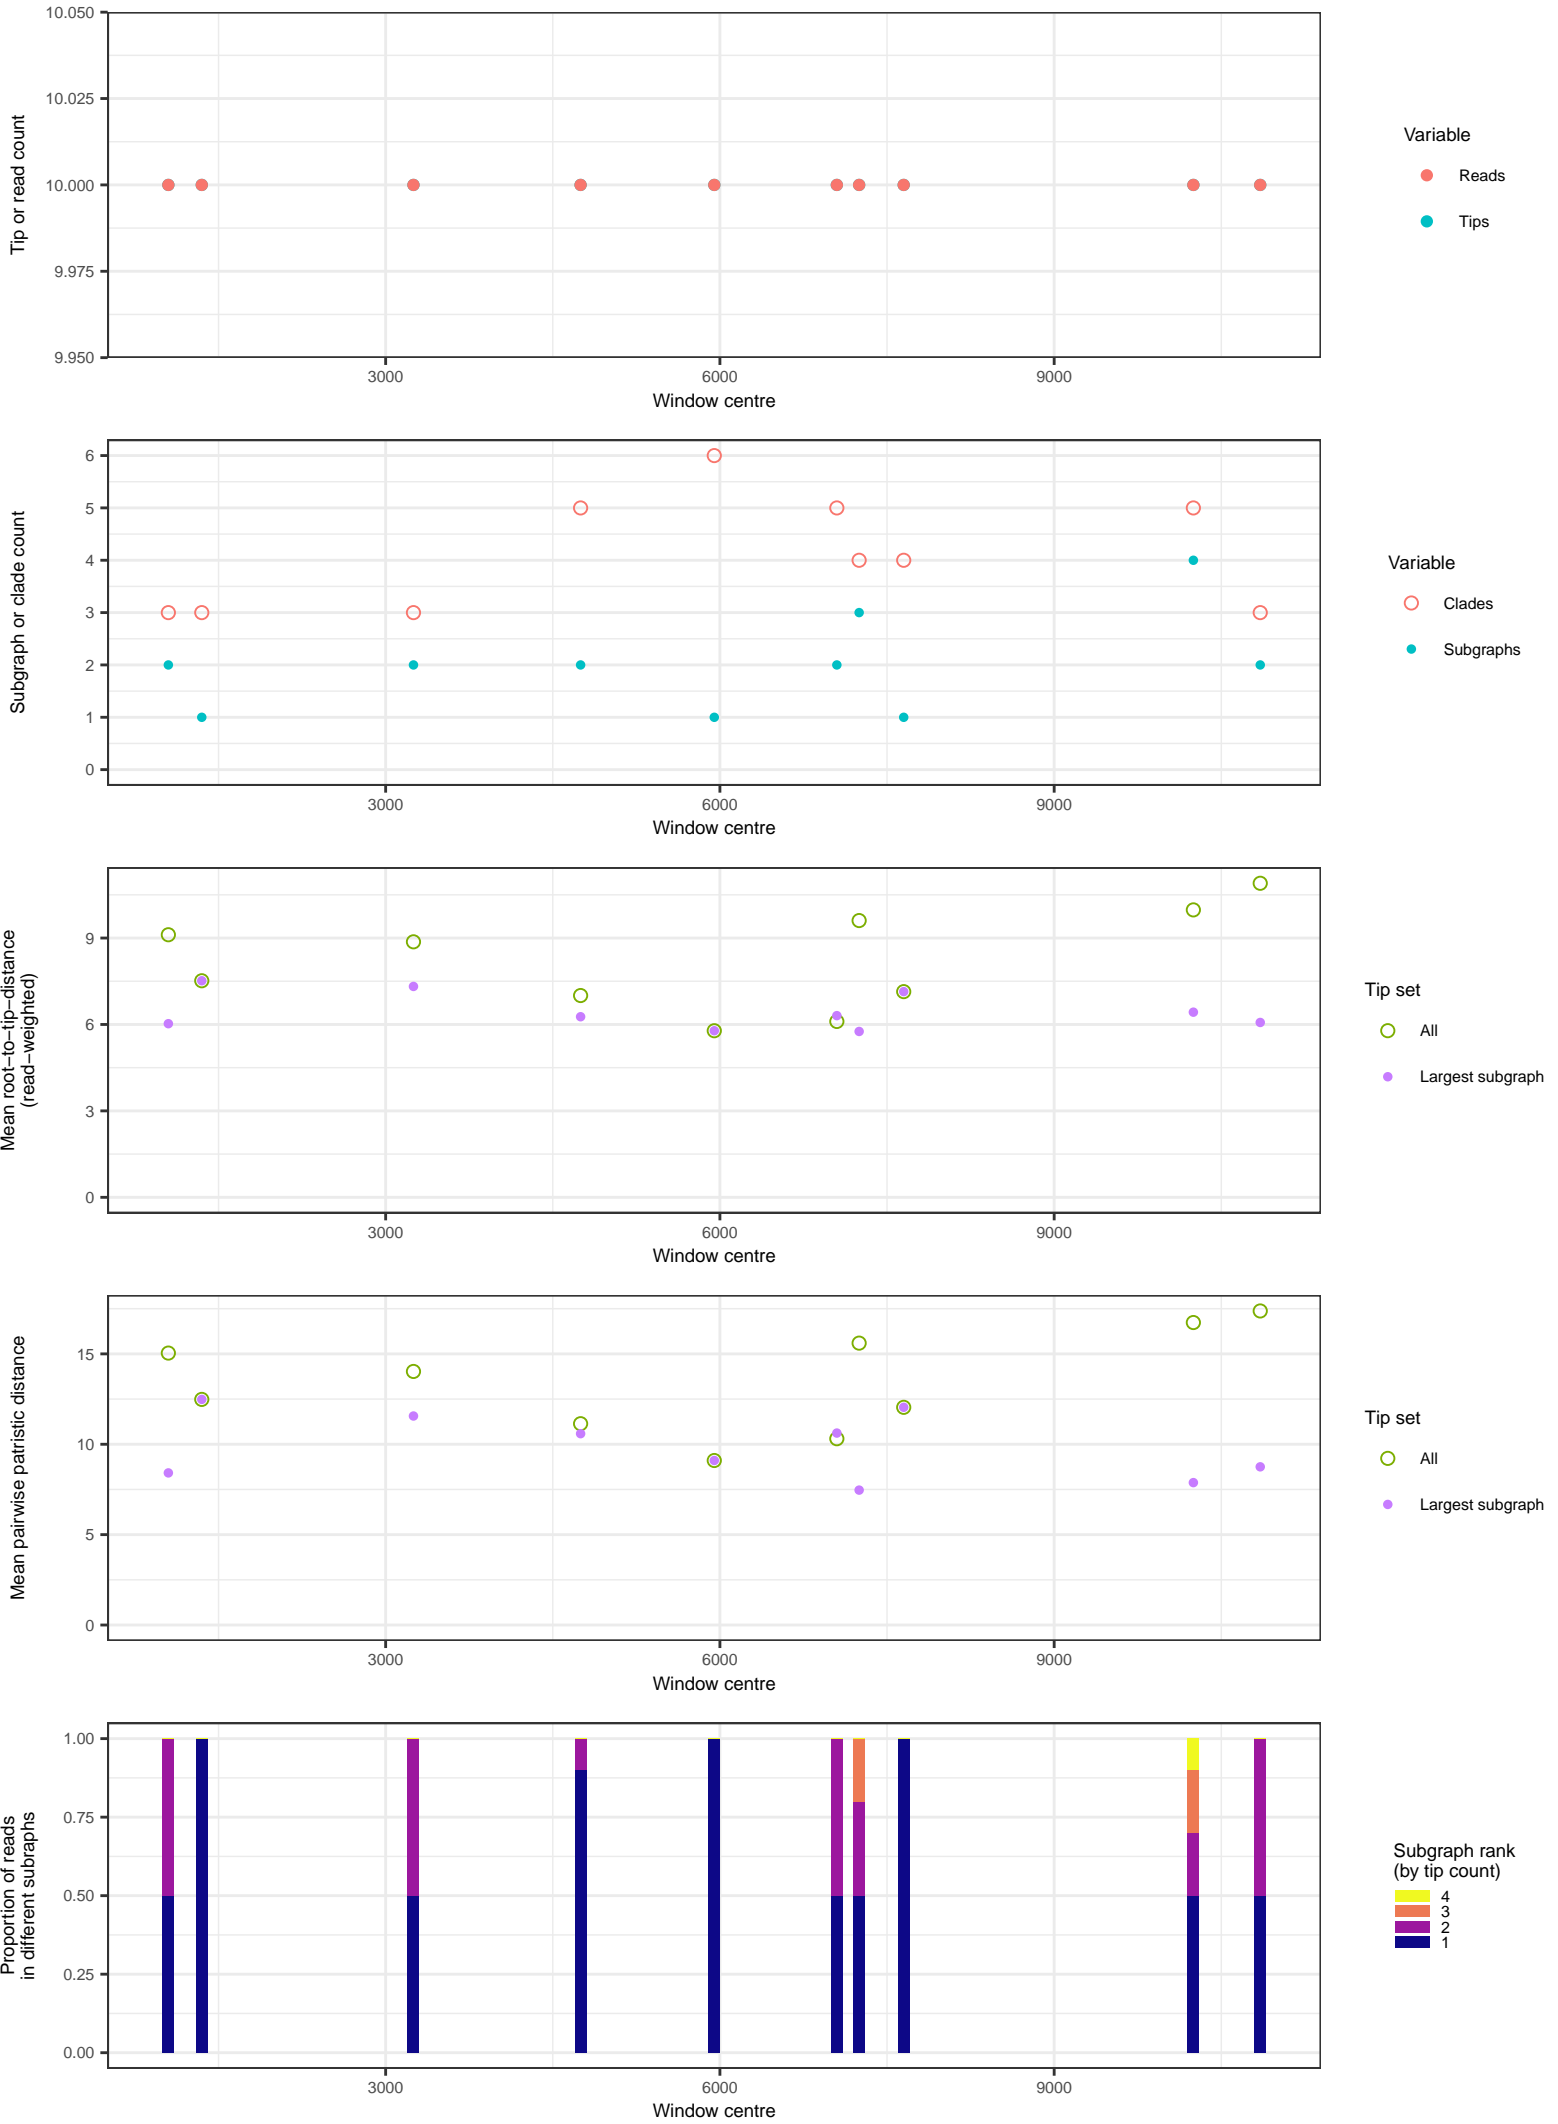 10.050
10.025
10.000
9.975
9.950
Tip or read count
3000 6000 9000
Window centre
Variable
Reads
Tips
6
5
4
3
2
1
0
Subgraph or clade count
3000 6000 9000
Window centre
Variable
Clades
Subgraphs
9
6
3
0
Mean root−to−tip−distance
(read−weighted)
3000 6000 9000
Window centre
Tip set
All
Largest subgraph
15
10
5
0
Mean pairwise patristic distance
3000 6000 9000
Window centre
Tip set
All
Largest subgraph
1.00
0.75
0.50
0.25
0.00
Proportion of reads
in different subraphs
3000 6000 9000
Window centre
Subgraph rank
(by tip count)
4
3
2
1